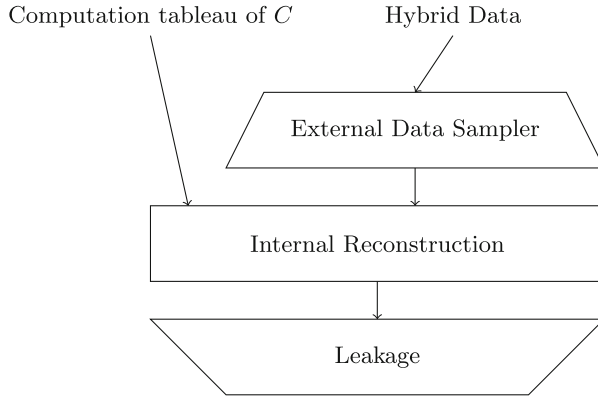 Computation tableau of C
Hybrid Data
External Data Sampler
Internal Reconstruction
Leakage